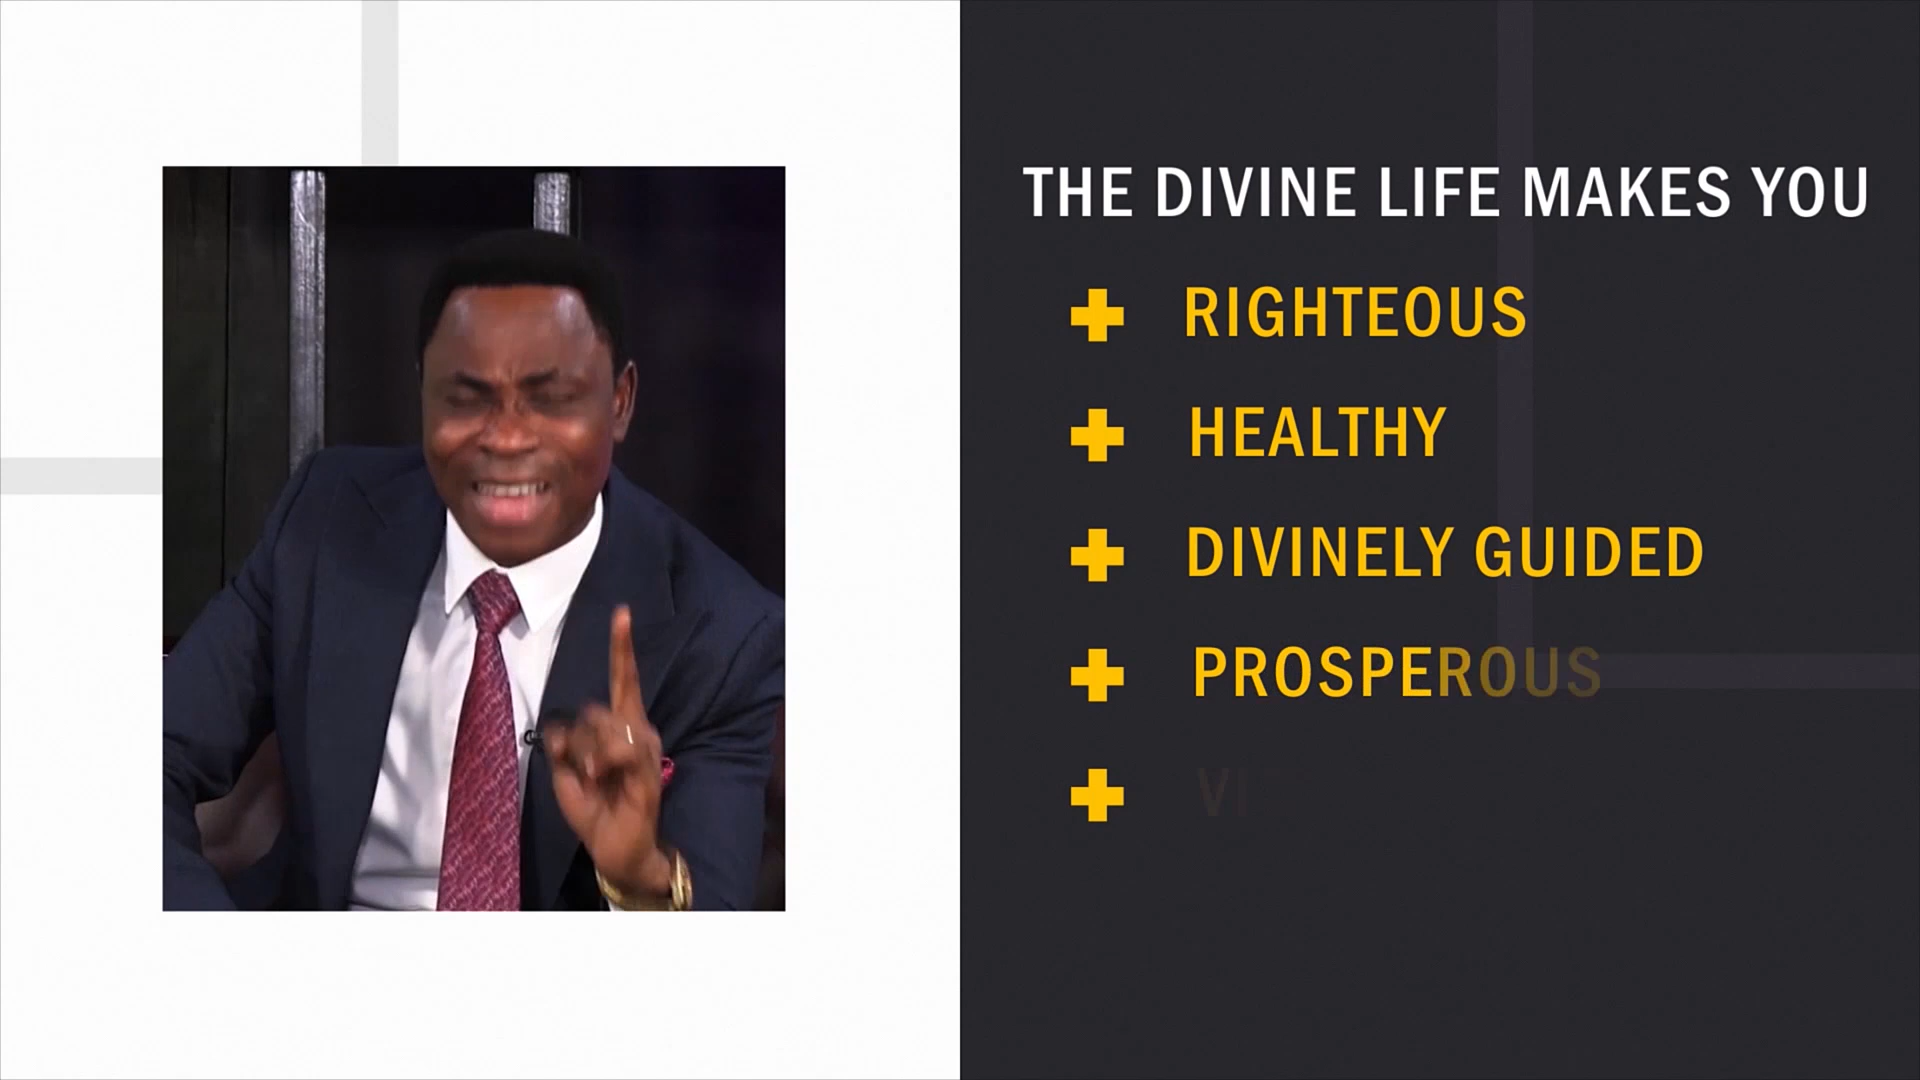 THE DIVINE LIFE MAKES YOU
RIGHTEOUS
HEALTHY
DIVINELY GUIDED
PROSPEROUS